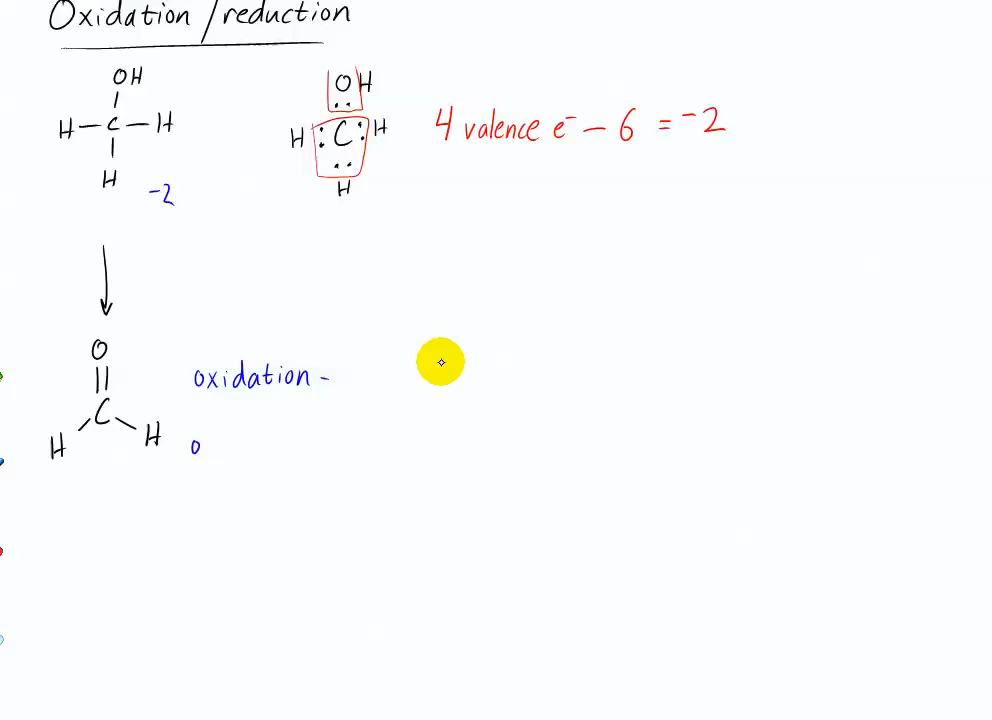 Oxidation/reduction
OH
H–C–H
H
-2
OH
H:C:H
H
4 valence e⁻ – 6 = -2
O
C
H H
oxidation -
0